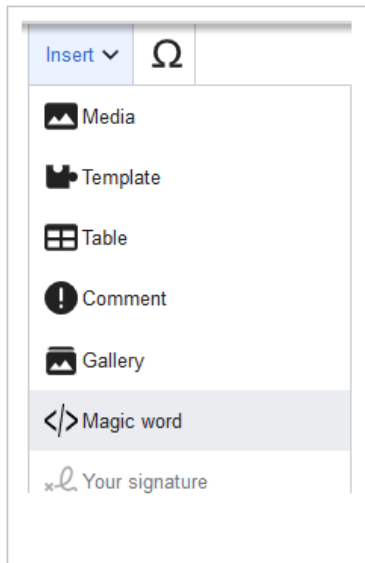 Insert Ω
Media
Template
Table
Comment
Gallery
</> Magic word
Your signature